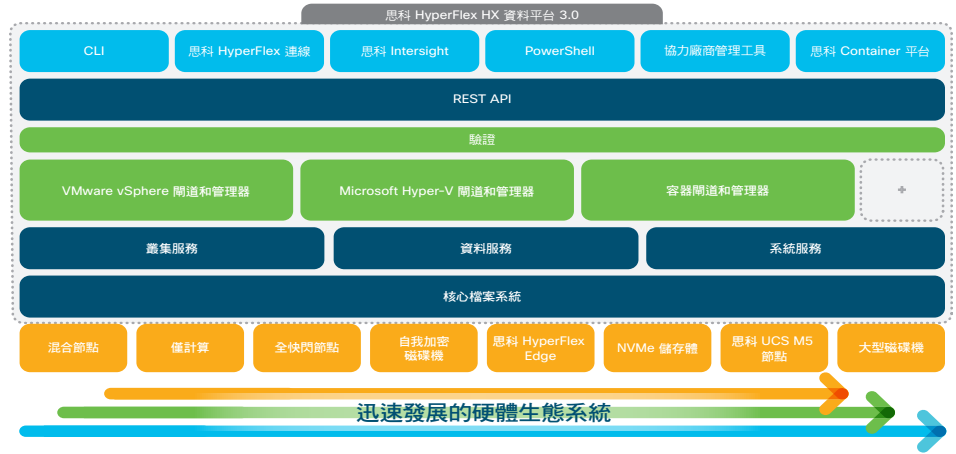 思科 HyperFlex HX 資料平台 3.0
CLI
思科 HyperFlex 連線
思科 Intersight
PowerShell
協力廠商管理工具
思科 Container 平台
REST API
驗證
VMware vSphere 閘道和管理器
Microsoft Hyper-V 閘道和管理器
容器閘道和管理器
+
叢集服務
資料服務
系統服務
核心檔案系統
混合節點
僅計算
全快閃節點
自我加密
磁碟機
思科 HyperFlex
Edge
NVMe 儲存體
思科 UCS M5
節點
大型磁碟機
迅速發展的硬體生態系統